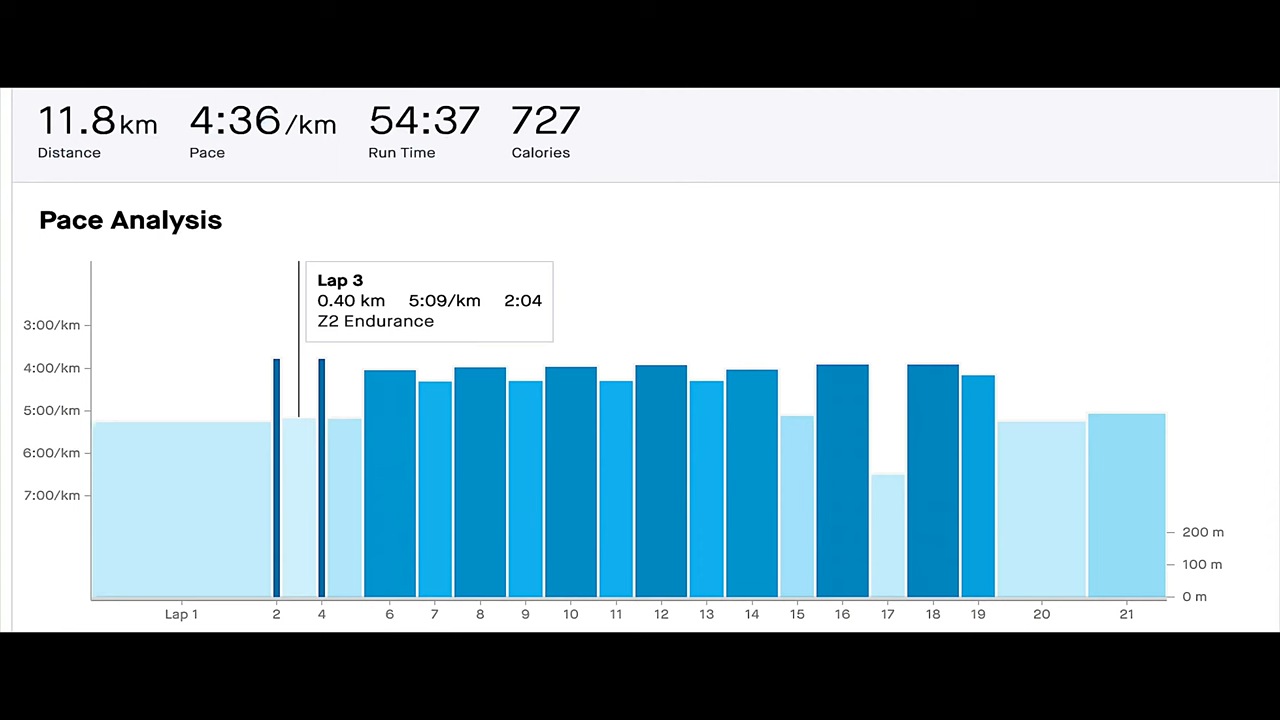 11.8 km 4:36 /km 54:37 727
Distance Pace Run Time Calories
Pace Analysis
Lap 3
0.40 km 5:09/km 2:04
Z2 Endurance
3:00/km
4:00/km
5:00/km
6:00/km
7:00/km
200 m
100 m
0 m
Lap 1 2 4 6 7 8 9 10 11 12 13 14 15 16 17 18 19 20 21